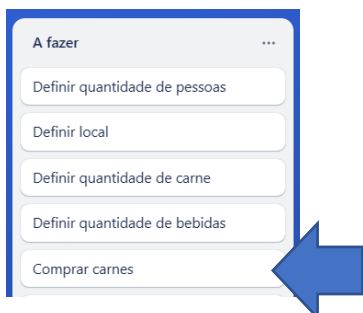 A fazer
Definir quantidade de pessoas
Definir local
Definir quantidade de carne
Definir quantidade de bebidas
Comprar carnes